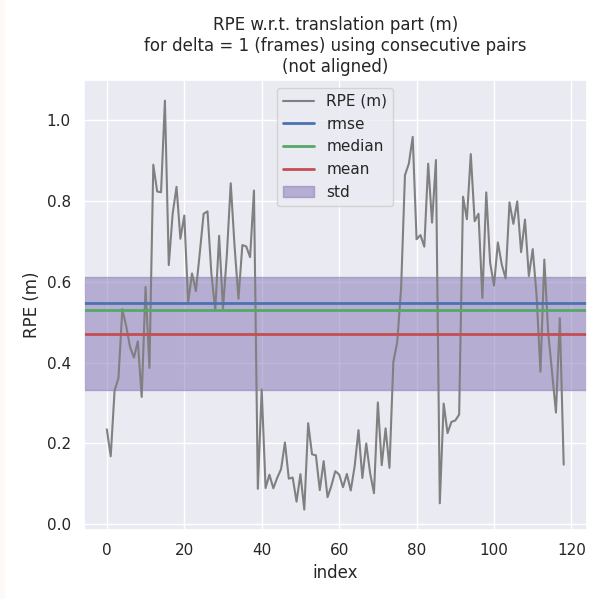 RPE w.r.t. translation part (m)
for delta = 1 (frames) using consecutive pairs
(not aligned)
RPE (m)
rmse
median
mean
std
RPE (m)
1.0
0.8
0.6
0.4
0.2
0.0
0 20 40 60 80 100 120
index